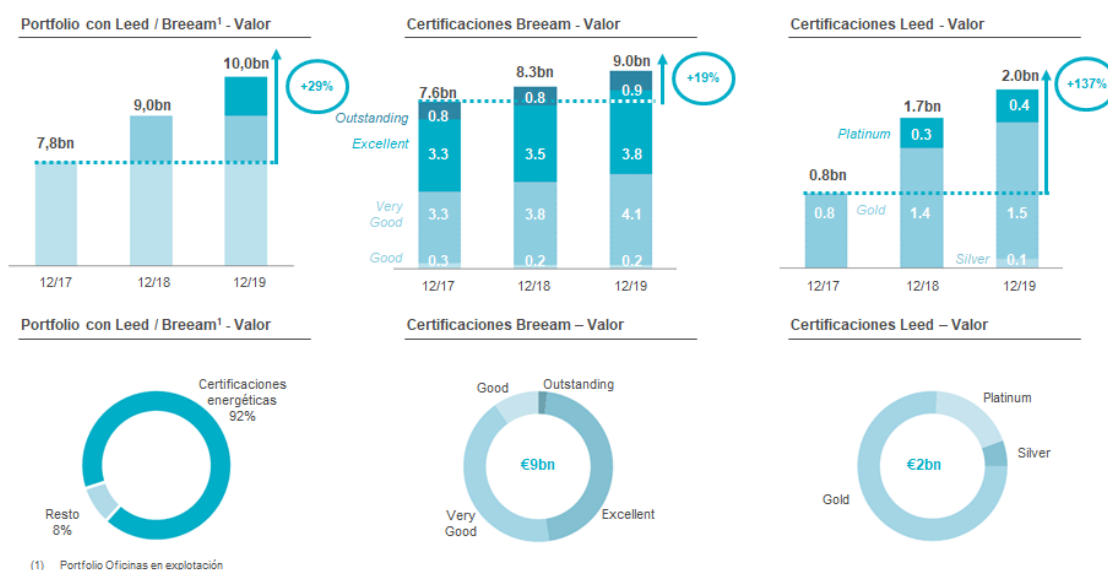 Portfolio con Leed / Breeam¹ - Valor
10,0bn
+29%
9,0bn
7,8bn
12/17
12/18
12/19
Certificaciones Breeam - Valor
9.0bn
+19%
8.3bn
7.6bn
0.9
0.8
Outstanding
0.8
Excellent
3.3
3.5
3.8
Very
Good
3.3
3.8
4.1
Good
0.3
0.2
0.2
12/17
12/18
12/19
Certificaciones Leed - Valor
2.0bn
+137%
1.7bn
0.4
Platinum
0.3
0.8bn
0.8
Gold
1.4
1.5
Silver
0.1
12/17
12/18
12/19
Portfolio con Leed / Breeam¹ - Valor
Certificaciones
energéticas
92%
Resto
8%
Certificaciones Breeam – Valor
Good
Outstanding
€9bn
Very
Good
Excellent
Certificaciones Leed – Valor
Platinum
€2bn
Silver
Gold
(1) Portfolio Oficinas en explotación